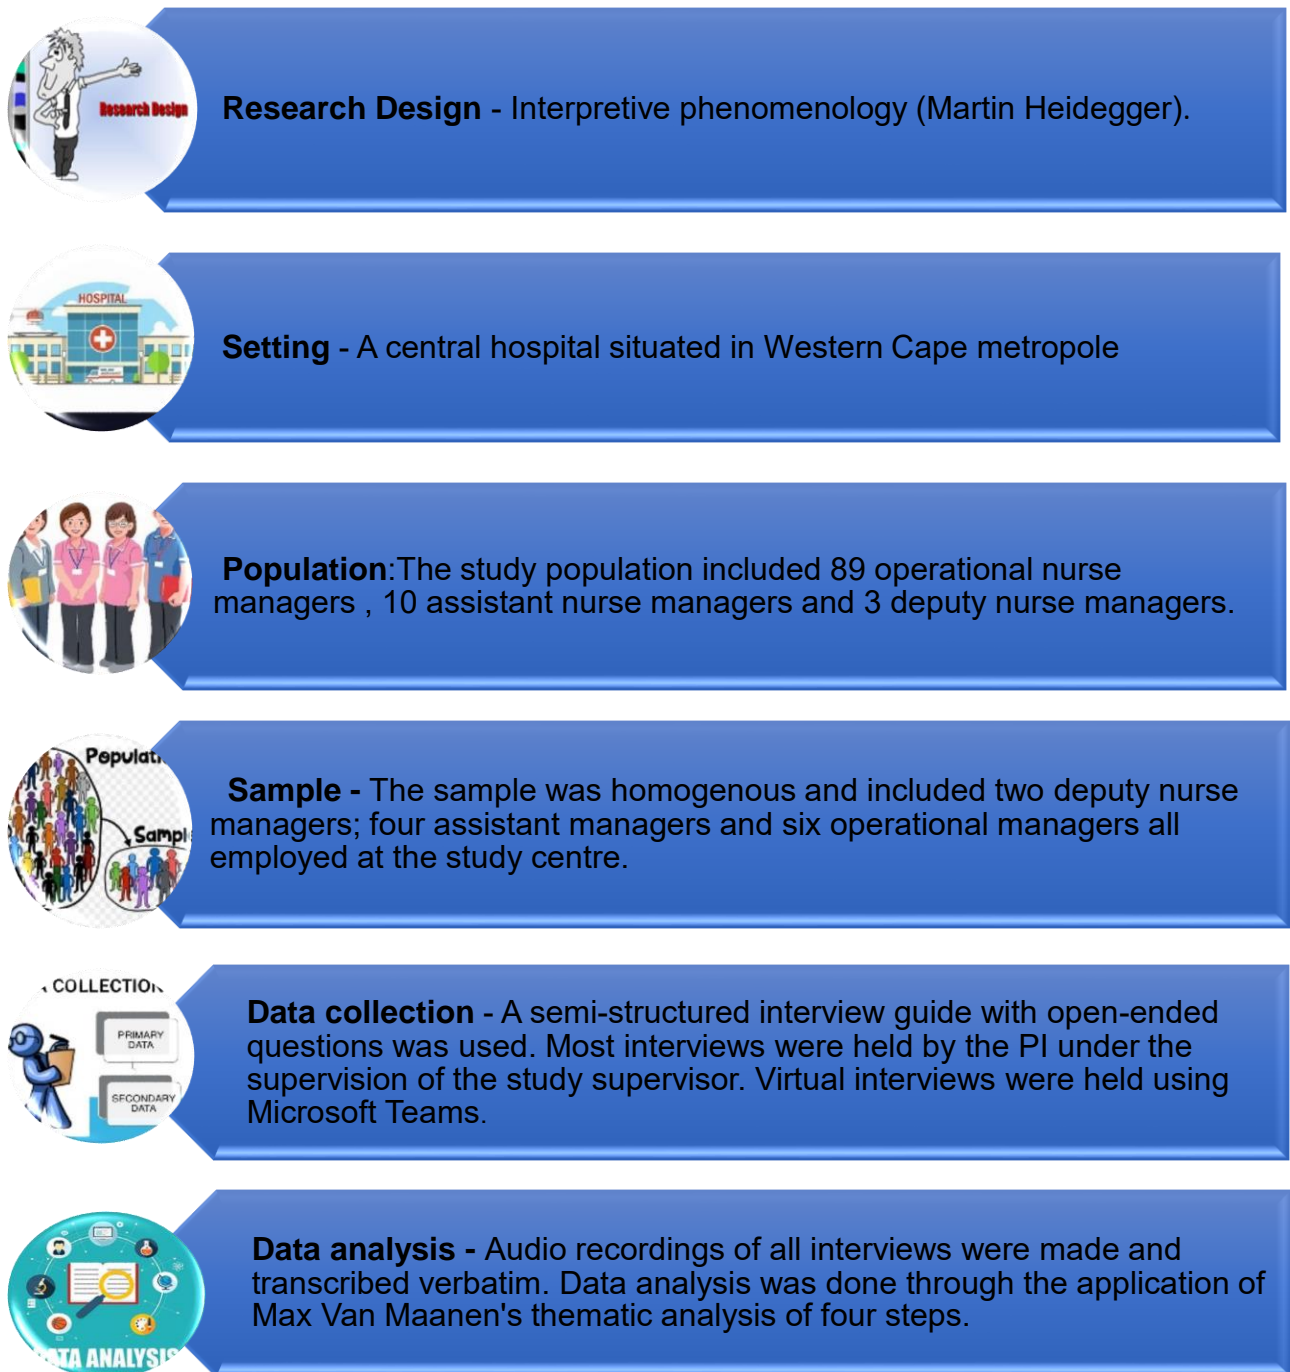 Research Design
Research Design - Interpretive phenomenology (Martin Heidegger).
HOSPITAL
Setting - A central hospital situated in Western Cape metropole
Population:The study population included 89 operational nurse
managers , 10 assistant nurse managers and 3 deputy nurse managers.
Populati
Sample
Sample - The sample was homogenous and included two deputy nurse
managers; four assistant managers and six operational managers all
employed at the study centre.
COLLECTION
PRIMARY
DATA
SECONDARY
DATA
Data collection - A semi-structured interview guide with open-ended
questions was used. Most interviews were held by the PI under the
supervision of the study supervisor. Virtual interviews were held using
Microsoft Teams.
Data analysis - Audio recordings of all interviews were made and
transcribed verbatim. Data analysis was done through the application of
Max Van Maanen's thematic analysis of four steps.
ATA ANALYSIS